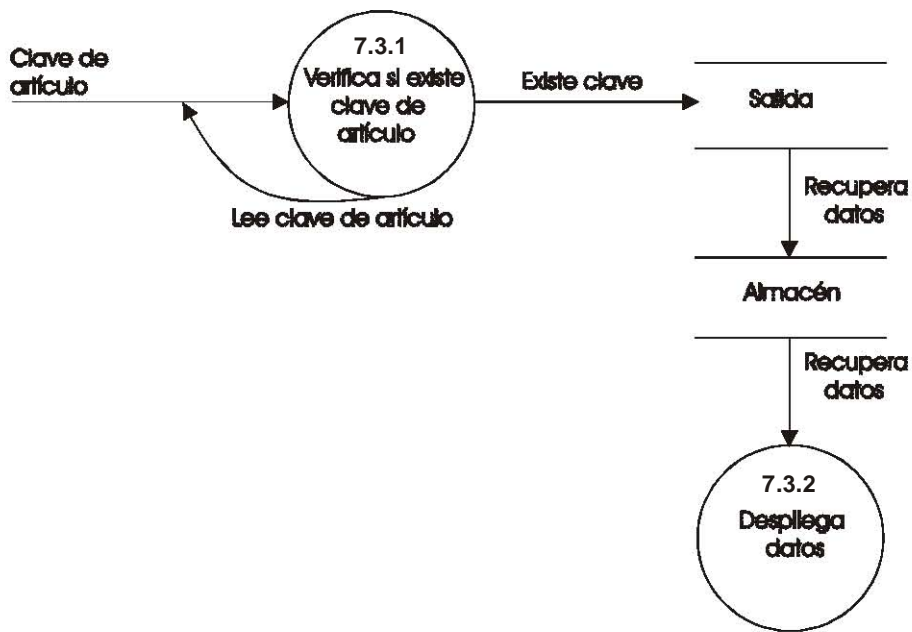 Clave de
artículo
7.3.1
Verifica si existe
clave de
artículo
Existe clave
Salida
Lee clave de artículo
Recupera
datos
Almacén
Recupera
datos
7.3.2
Despliega
datos